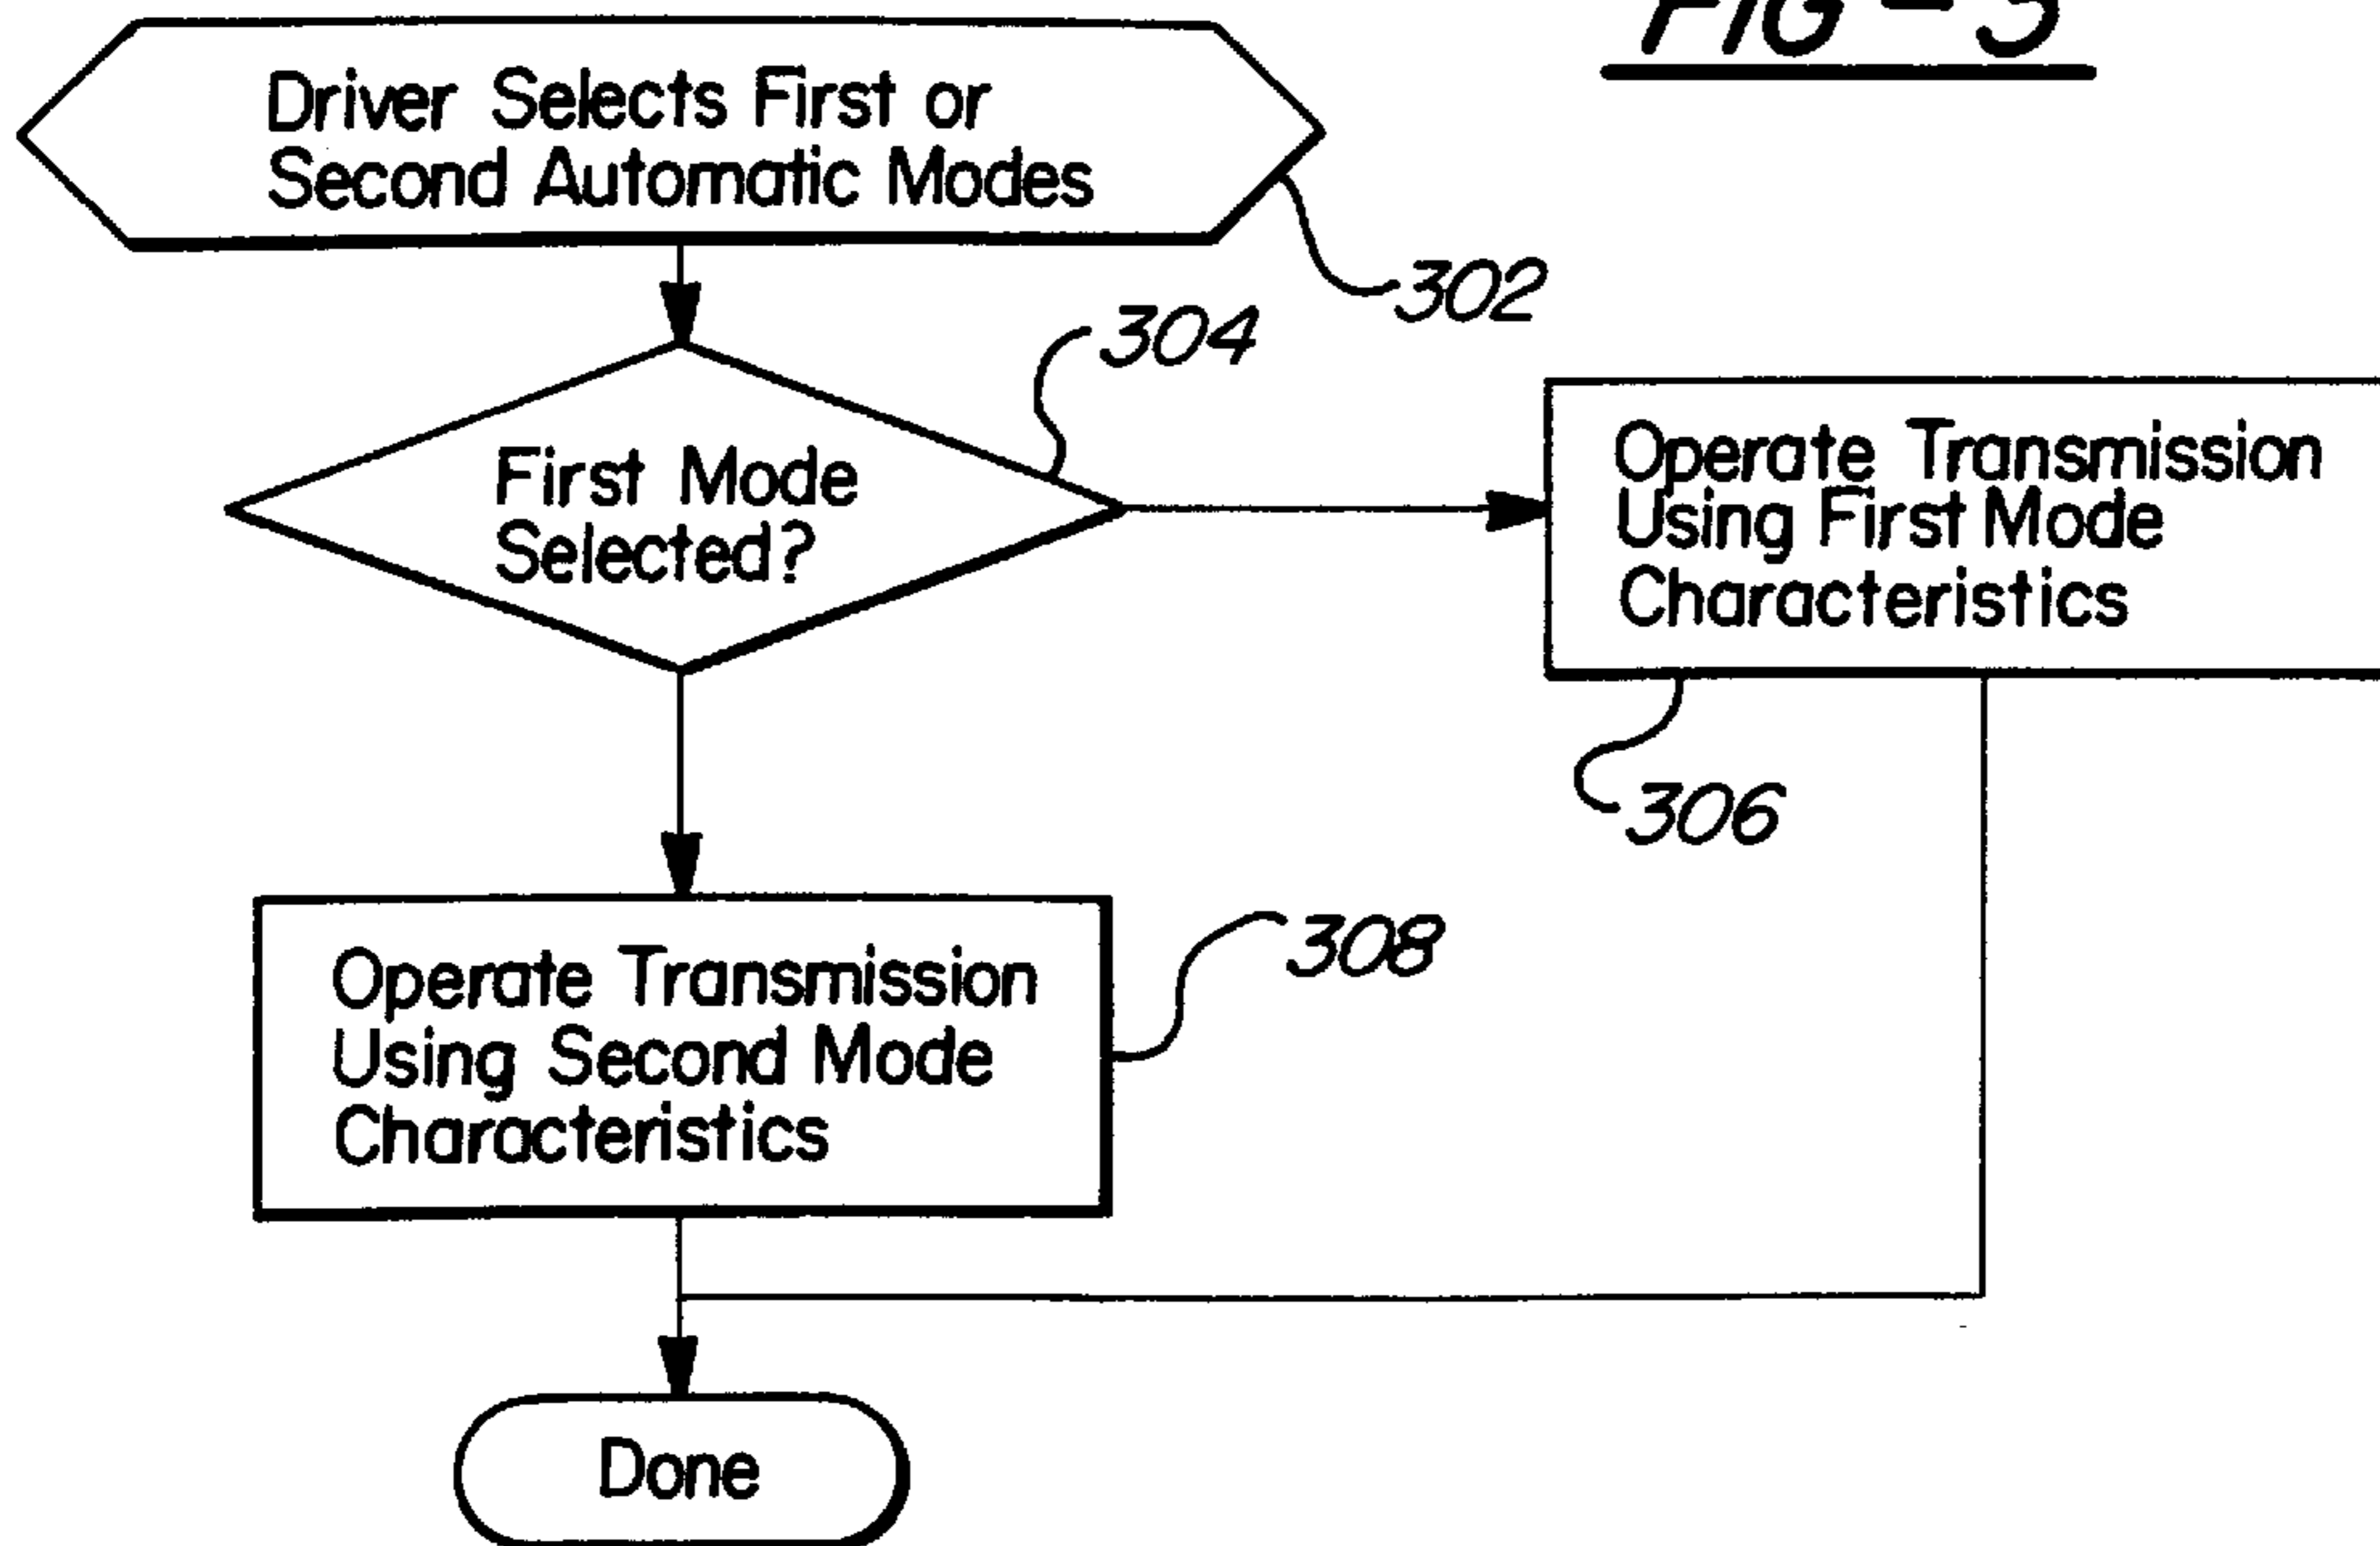 FIG-3
Driver Selects First or
Second Automatic Modes
302
304
First Mode
Selected?
Operate Transmission
Using First Mode
Characteristics
306
Operate Transmission
Using Second Mode
Characteristics
308
Done